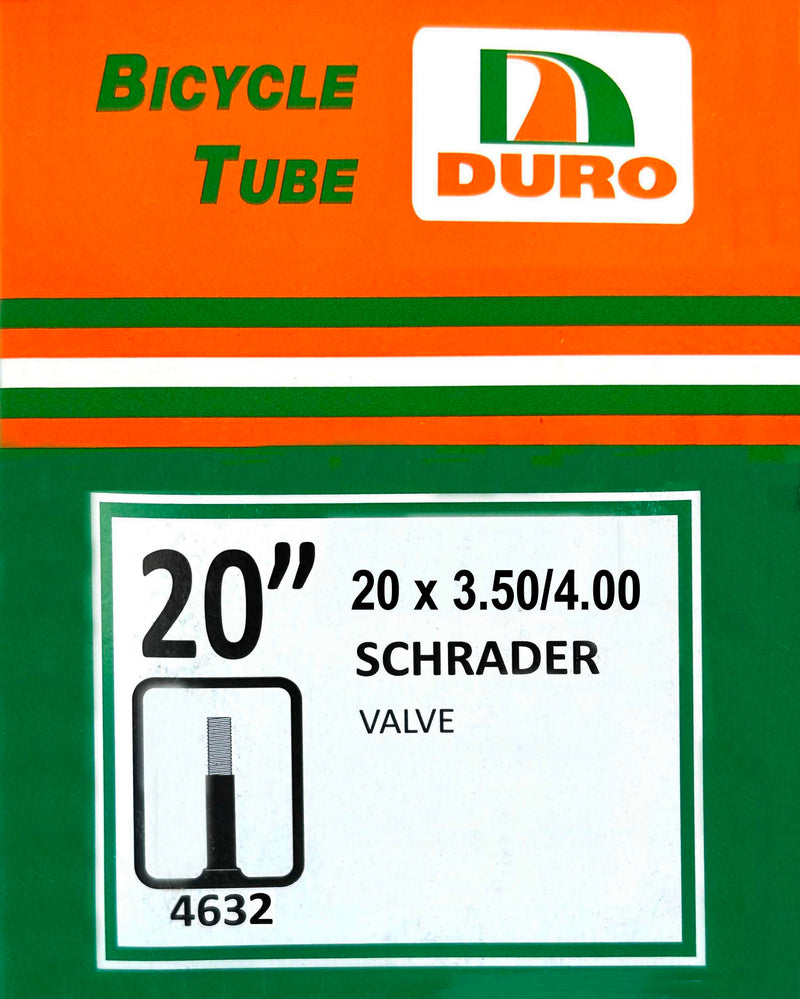 BICYCLE
TUBE
DURO
20”
20 x 3.50/4.00
SCHRADER
VALVE
4632